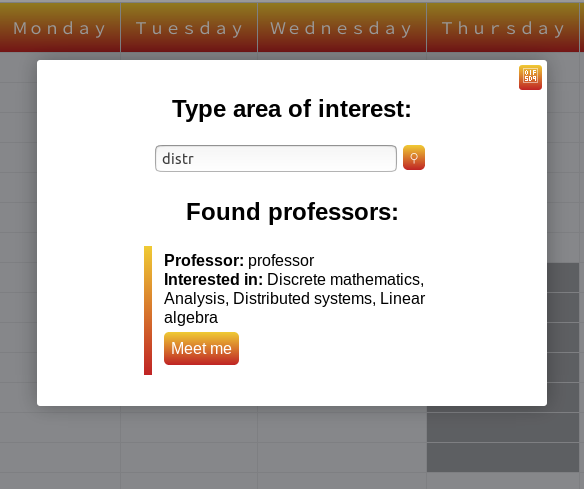 Monday Tuesday Wednesday Thursday
Type area of interest:
distr
Found professors:
Professor: professor
Interested in: Discrete mathematics,
Analysis, Distributed systems, Linear
algebra
Meet me